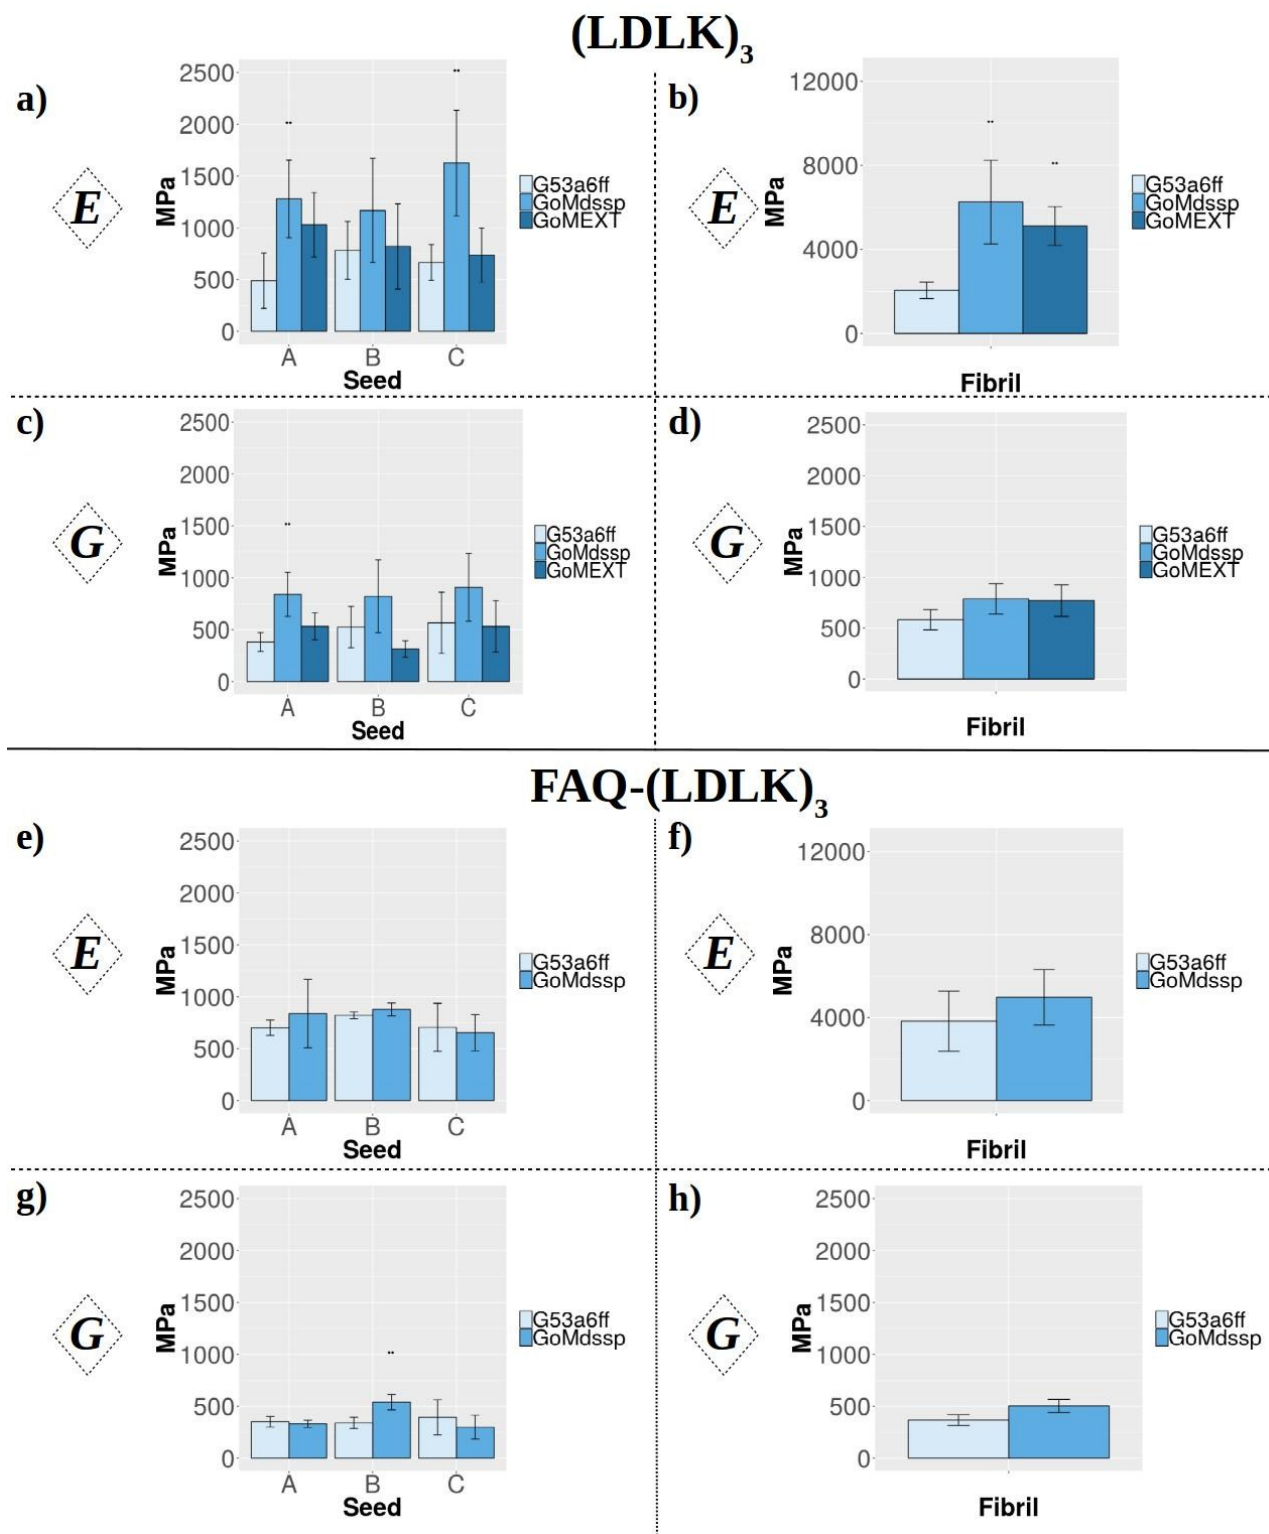 (LDLK)3
a)
E
MPa
2500
2000
1500
1000
500
0
A B C
Seed
G53a6ff
GoMdssp
GoMEXT
b)
E
MPa
12000
8000
4000
0
Fibril
G53a6ff
GoMdssp
GoMEXT
c)
G
MPa
2500
2000
1500
1000
500
0
A B C
Seed
G53a6ff
GoMdssp
GoMEXT
d)
G
MPa
2500
2000
1500
1000
500
0
Fibril
G53a6ff
GoMdssp
GoMEXT
FAQ-(LDLK)3
e)
E
MPa
2500
2000
1500
1000
500
0
A B C
Seed
G53a6ff
GoMdssp
f)
E
MPa
12000
8000
4000
0
Fibril
G53a6ff
GoMdssp
g)
G
MPa
2500
2000
1500
1000
500
0
A B C
Seed
G53a6ff
GoMdssp
h)
G
MPa
2500
2000
1500
1000
500
0
Fibril
G53a6ff
GoMdssp